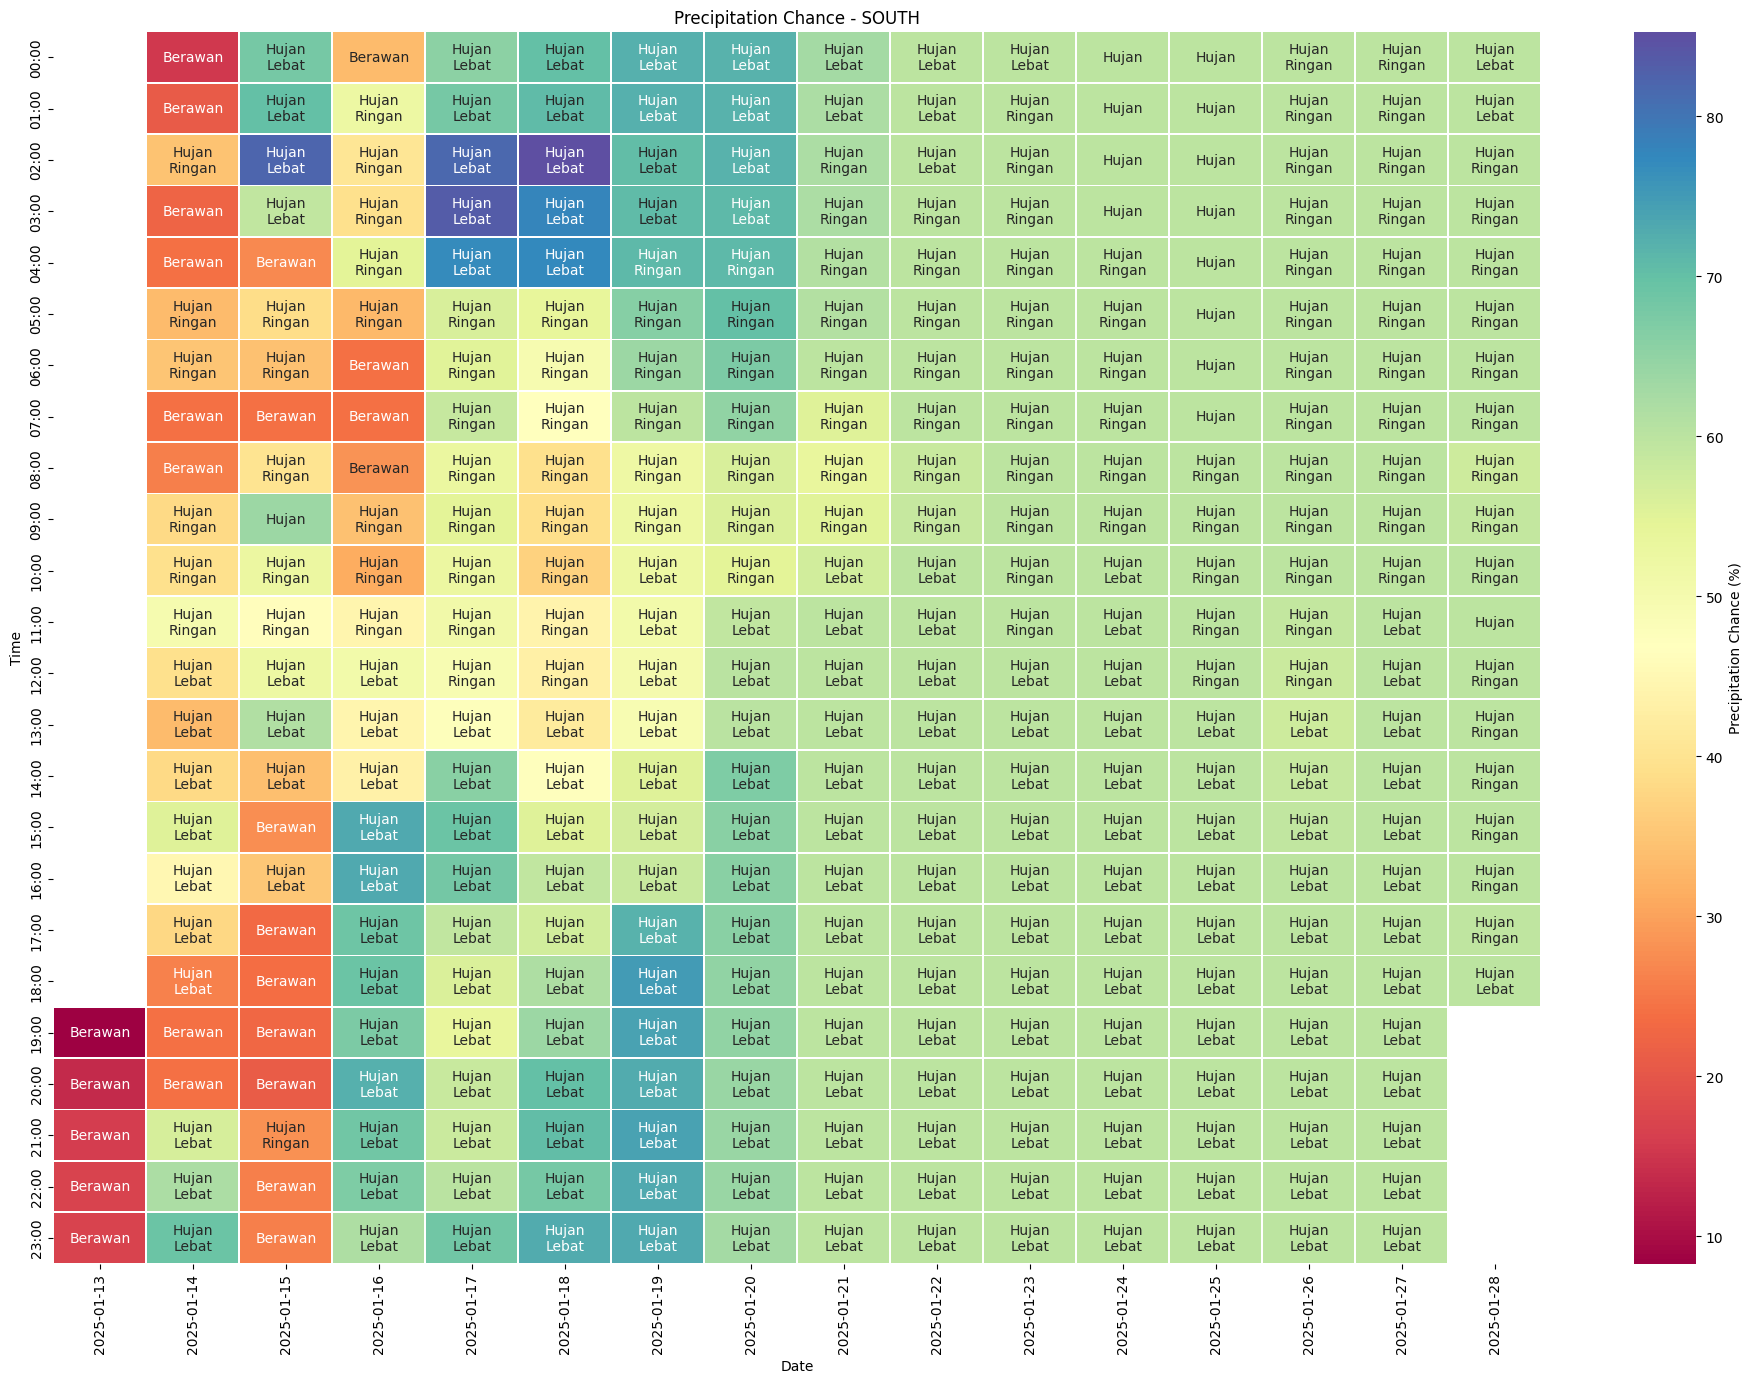 Precipitation Chance - SOUTH
00:00 Berawan Hujan Lebat Berawan Hujan Lebat Hujan Lebat Hujan Lebat Hujan Lebat Hujan Lebat Hujan Lebat Hujan Lebat Hujan Hujan Hujan Ringan Hujan Ringan Hujan Lebat
01:00 Berawan Hujan Lebat Hujan Ringan Hujan Lebat Hujan Lebat Hujan Lebat Hujan Lebat Hujan Lebat Hujan Lebat Hujan Ringan Hujan Hujan Hujan Ringan Hujan Ringan Hujan Lebat
02:00 Hujan Ringan Hujan Lebat Hujan Ringan Hujan Lebat Hujan Lebat Hujan Lebat Hujan Lebat Hujan Ringan Hujan Lebat Hujan Ringan Hujan Hujan Hujan Ringan Hujan Ringan Hujan Ringan
03:00 Berawan Hujan Lebat Hujan Ringan Hujan Lebat Hujan Lebat Hujan Lebat Hujan Lebat Hujan Ringan Hujan Ringan Hujan Ringan Hujan Hujan Hujan Ringan Hujan Ringan Hujan Ringan
04:00 Berawan Berawan Hujan Ringan Hujan Lebat Hujan Lebat Hujan Ringan Hujan Ringan Hujan Ringan Hujan Ringan Hujan Ringan Hujan Ringan Hujan Hujan Ringan Hujan Ringan Hujan Ringan
05:00 Hujan Ringan Hujan Ringan Hujan Ringan Hujan Ringan Hujan Ringan Hujan Ringan Hujan Ringan Hujan Ringan Hujan Ringan Hujan Ringan Hujan Ringan Hujan Hujan Ringan Hujan Ringan Hujan Ringan
06:00 Hujan Ringan Hujan Ringan Berawan Hujan Ringan Hujan Ringan Hujan Ringan Hujan Ringan Hujan Ringan Hujan Ringan Hujan Ringan Hujan Ringan Hujan Hujan Ringan Hujan Ringan Hujan Ringan
07:00 Berawan Berawan Berawan Hujan Ringan Hujan Ringan Hujan Ringan Hujan Ringan Hujan Ringan Hujan Ringan Hujan Ringan Hujan Ringan Hujan Hujan Ringan Hujan Ringan Hujan Ringan
08:00 Berawan Hujan Ringan Berawan Hujan Ringan Hujan Ringan Hujan Ringan Hujan Ringan Hujan Ringan Hujan Ringan Hujan Ringan Hujan Ringan Hujan Ringan Hujan Ringan Hujan Ringan Hujan Ringan
09:00 Hujan Ringan Hujan Hujan Ringan Hujan Ringan Hujan Ringan Hujan Ringan Hujan Ringan Hujan Ringan Hujan Ringan Hujan Ringan Hujan Ringan Hujan Ringan Hujan Ringan Hujan Ringan Hujan Ringan
10:00 Hujan Ringan Hujan Ringan Hujan Ringan Hujan Ringan Hujan Ringan Hujan Lebat Hujan Ringan Hujan Lebat Hujan Lebat Hujan Ringan Hujan Lebat Hujan Ringan Hujan Ringan Hujan Ringan Hujan Ringan
11:00 Hujan Ringan Hujan Ringan Hujan Ringan Hujan Ringan Hujan Ringan Hujan Lebat Hujan Lebat Hujan Lebat Hujan Lebat Hujan Ringan Hujan Lebat Hujan Ringan Hujan Ringan Hujan Lebat Hujan
12:00 Hujan Lebat Hujan Lebat Hujan Lebat Hujan Ringan Hujan Ringan Hujan Lebat Hujan Lebat Hujan Lebat Hujan Lebat Hujan Lebat Hujan Lebat Hujan Ringan Hujan Ringan Hujan Lebat Hujan Ringan
13:00 Hujan Lebat Hujan Lebat Hujan Lebat Hujan Lebat Hujan Lebat Hujan Lebat Hujan Lebat Hujan Lebat Hujan Lebat Hujan Lebat Hujan Lebat Hujan Lebat Hujan Lebat Hujan Lebat Hujan Ringan
14:00 Hujan Lebat Hujan Lebat Hujan Lebat Hujan Lebat Hujan Lebat Hujan Lebat Hujan Lebat Hujan Lebat Hujan Lebat Hujan Lebat Hujan Lebat Hujan Lebat Hujan Lebat Hujan Lebat Hujan Ringan
15:00 Hujan Lebat Berawan Hujan Lebat Hujan Lebat Hujan Lebat Hujan Lebat Hujan Lebat Hujan Lebat Hujan Lebat Hujan Lebat Hujan Lebat Hujan Lebat Hujan Lebat Hujan Lebat Hujan Ringan
16:00 Hujan Lebat Hujan Lebat Hujan Lebat Hujan Lebat Hujan Lebat Hujan Lebat Hujan Lebat Hujan Lebat Hujan Lebat Hujan Lebat Hujan Lebat Hujan Lebat Hujan Lebat Hujan Lebat Hujan Ringan
17:00 Hujan Lebat Berawan Hujan Lebat Hujan Lebat Hujan Lebat Hujan Lebat Hujan Lebat Hujan Lebat Hujan Lebat Hujan Lebat Hujan Lebat Hujan Lebat Hujan Lebat Hujan Lebat Hujan Ringan
18:00 Hujan Lebat Berawan Hujan Lebat Hujan Lebat Hujan Lebat Hujan Lebat Hujan Lebat Hujan Lebat Hujan Lebat Hujan Lebat Hujan Lebat Hujan Lebat Hujan Lebat Hujan Lebat Hujan Lebat
19:00 Berawan Berawan Berawan Hujan Lebat Hujan Lebat Hujan Lebat Hujan Lebat Hujan Lebat Hujan Lebat Hujan Lebat Hujan Lebat Hujan Lebat Hujan Lebat Hujan Lebat Hujan Lebat
20:00 Berawan Berawan Berawan Hujan Lebat Hujan Lebat Hujan Lebat Hujan Lebat Hujan Lebat Hujan Lebat Hujan Lebat Hujan Lebat Hujan Lebat Hujan Lebat Hujan Lebat Hujan Lebat
21:00 Berawan Hujan Lebat Hujan Ringan Hujan Lebat Hujan Lebat Hujan Lebat Hujan Lebat Hujan Lebat Hujan Lebat Hujan Lebat Hujan Lebat Hujan Lebat Hujan Lebat Hujan Lebat Hujan Lebat
22:00 Berawan Hujan Lebat Berawan Hujan Lebat Hujan Lebat Hujan Lebat Hujan Lebat Hujan Lebat Hujan Lebat Hujan Lebat Hujan Lebat Hujan Lebat Hujan Lebat Hujan Lebat Hujan Lebat
23:00 Berawan Hujan Lebat Berawan Hujan Lebat Hujan Lebat Hujan Lebat Hujan Lebat Hujan Lebat Hujan Lebat Hujan Lebat Hujan Lebat Hujan Lebat Hujan Lebat Hujan Lebat Hujan Lebat
Time
2025-01-13 2025-01-14 2025-01-15 2025-01-16 2025-01-17 2025-01-18 2025-01-19 2025-01-20 2025-01-21 2025-01-22 2025-01-23 2025-01-24 2025-01-25 2025-01-26 2025-01-27 2025-01-28
Date
80
70
60
50
40
30
20
10
Precipitation Chance (%)